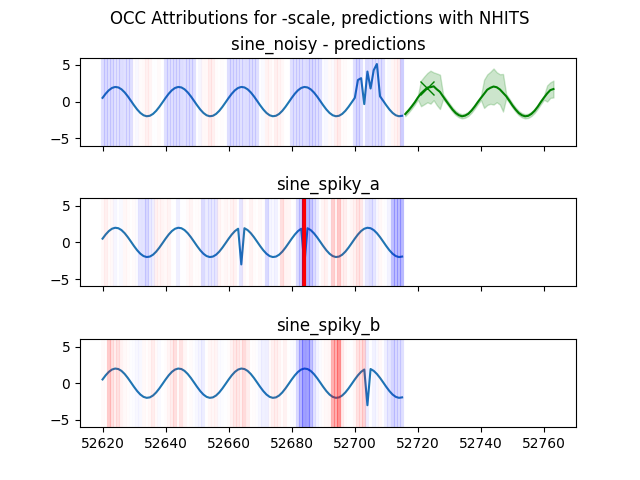 OCC Attributions for -scale, predictions with NHITS
sine_noisy - predictions
5
0
−5
sine_spiky_a
5
0
−5
sine_spiky_b
5
0
−5
52620 52640 52660 52680 52700 52720 52740 52760